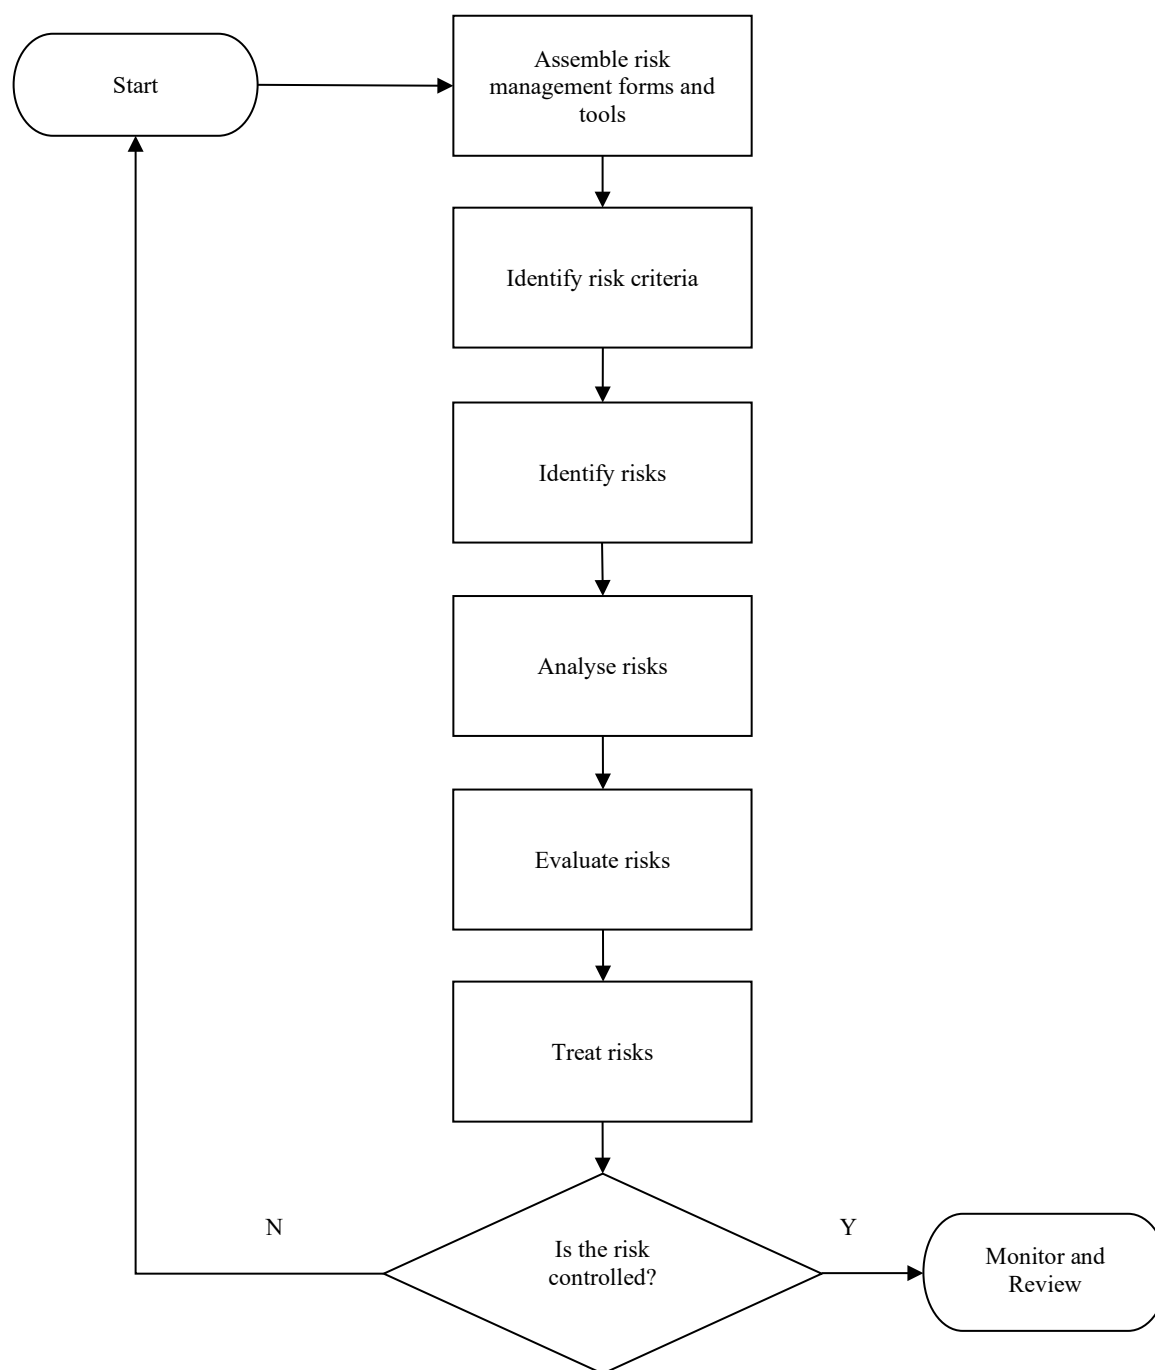 Start
Assemble risk
management forms and
tools
Identify risk criteria
Identify risks
Analyse risks
Evaluate risks
Treat risks
Is the risk
controlled?
N
Y
Monitor and
Review